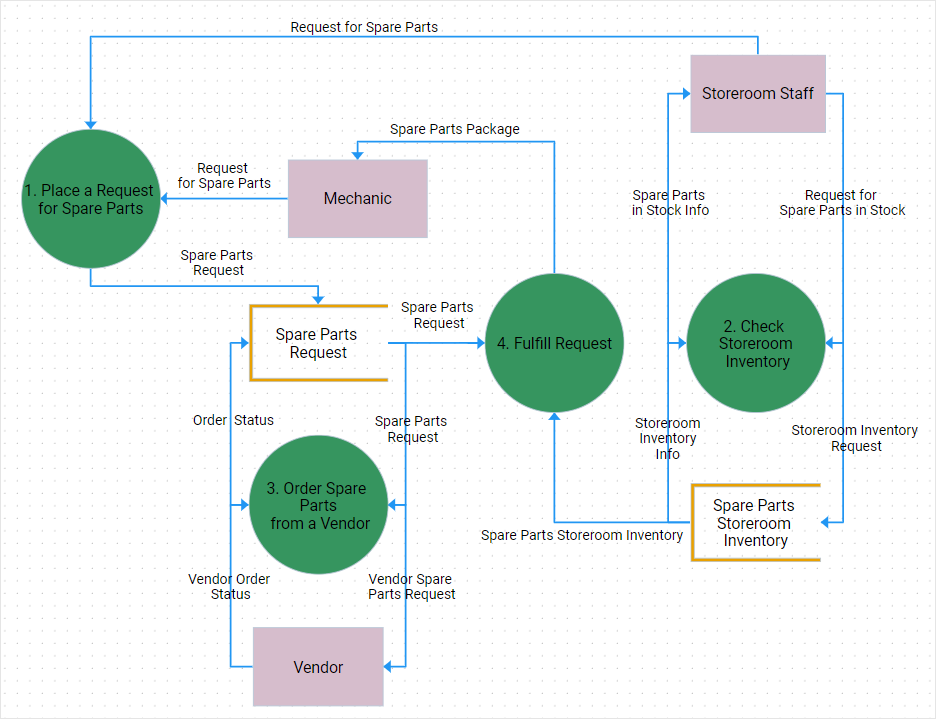 Request for Spare Parts
Storeroom Staff
Spare Parts Package
Request
for Spare Parts
1. Place a Request
for Spare Parts
Mechanic
Spare Parts
in Stock Info
Request for
Spare Parts in Stock
Spare Parts
Request
Spare Parts
Request
Spare Parts
Request
4. Fulfill Request
2. Check
Storeroom
Inventory
Order Status
Spare Parts
Request
Storeroom
Inventory
Info
Storeroom Inventory
Request
3. Order Spare
Parts
from a Vendor
Spare Parts
Storeroom
Inventory
Spare Parts Storeroom Inventory
Vendor Order
Status
Vendor Spare
Parts Request
Vendor